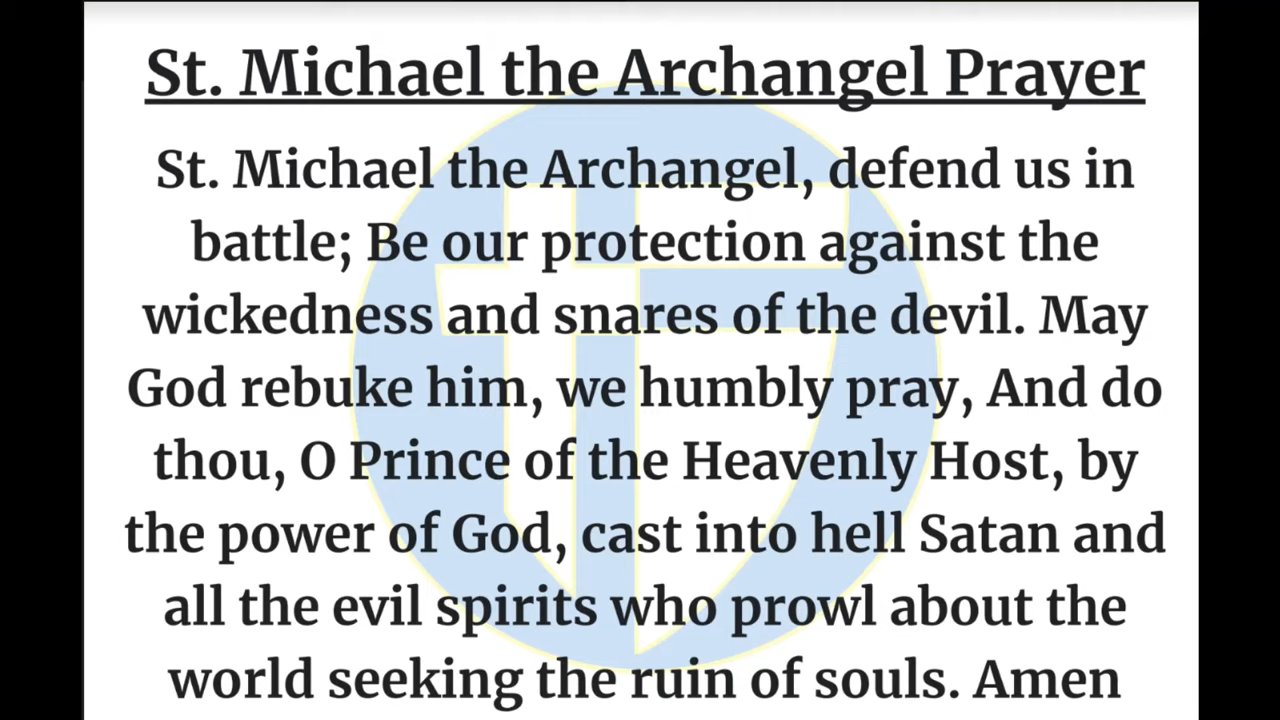 St. Michael the Archangel Prayer
St. Michael the Archangel, defend us in
battle; Be our protection against the
wickedness and snares of the devil. May
God rebuke him, we humbly pray, And do
thou, O Prince of the Heavenly Host, by
the power of God, cast into hell Satan and
all the evil spirits who prowl about the
world seeking the ruin of souls. Amen